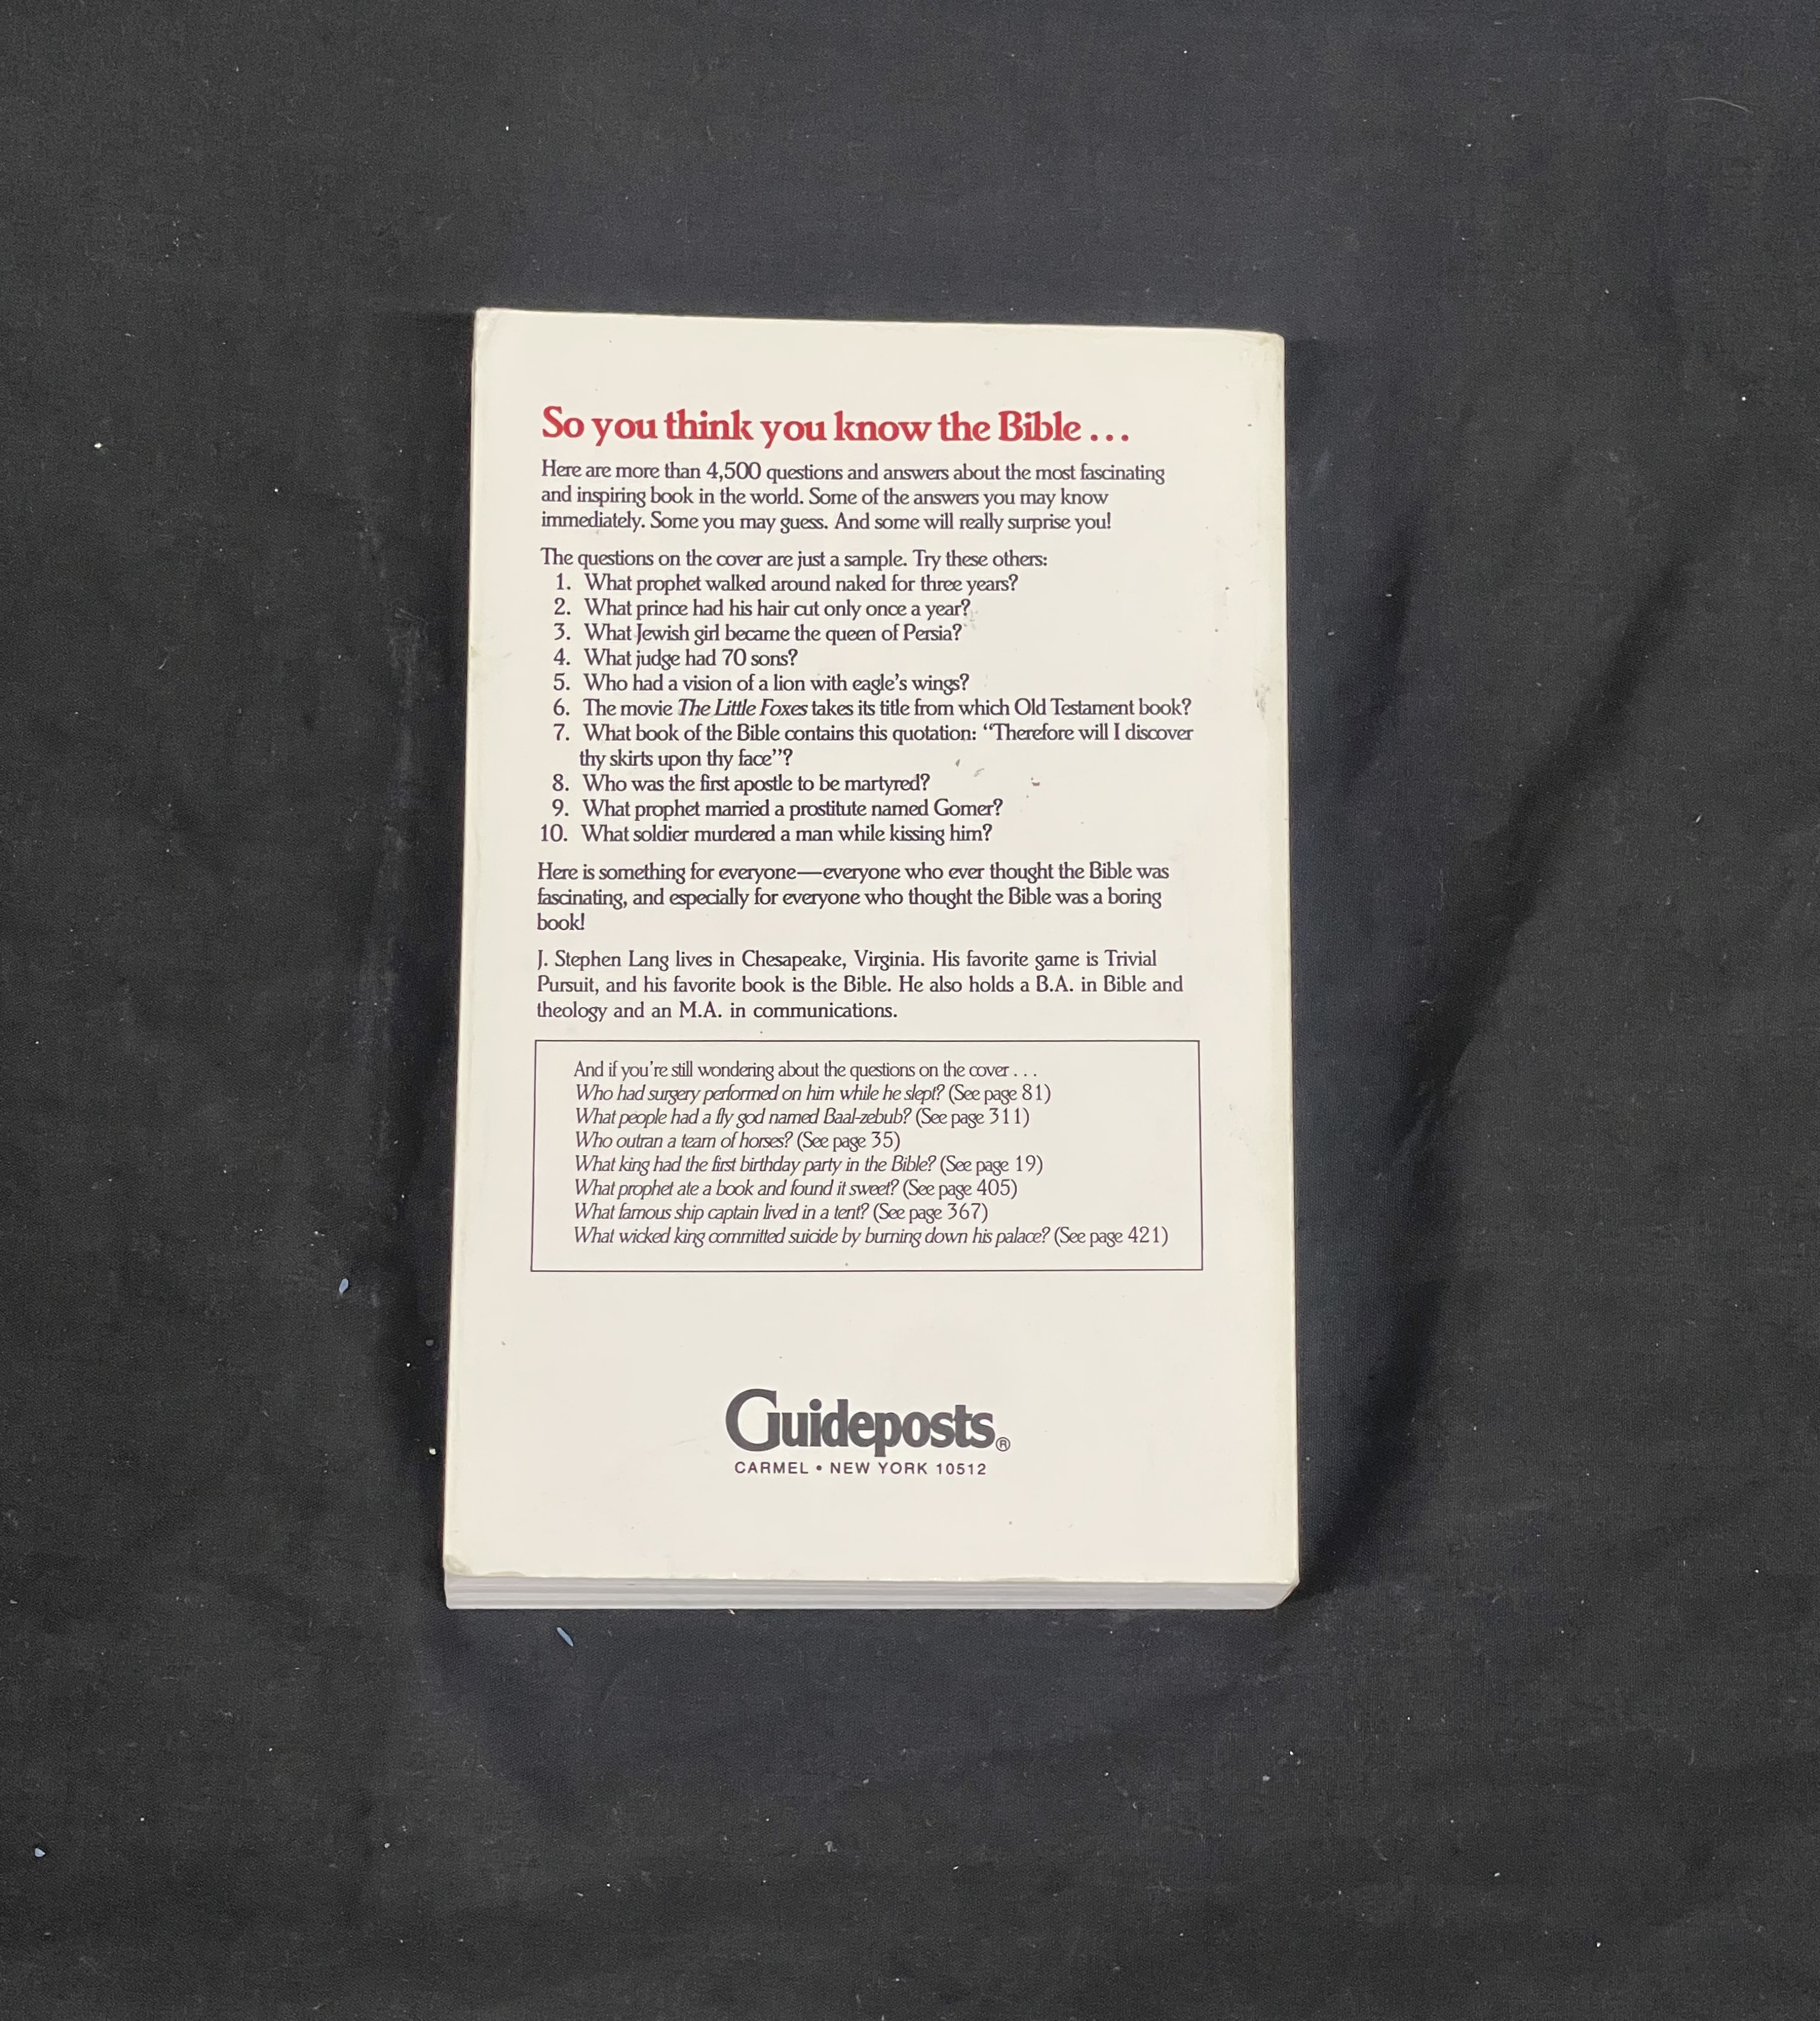 So you think you know the Bible . . .
Here are more than 4,500 questions and answers about the most fascinating
and inspiring book in the world. Some of the answers you may know
immediately. Some you may guess. And some will really surprise you!
The questions on the cover are just a sample. Try these others:
1. What prophet walked around naked for three years?
2. What prince had his hair cut only once a year?
3. What Jewish girl became the queen of Persia?
4. What judge had 70 sons?
5. Who had a vision of a lion with eagle's wings?
6. The movie The Little Foxes takes its title from which Old Testament book?
7. What book of the Bible contains this quotation: “Therefore will I discover
thy skirts upon thy face”?
8. Who was the first apostle to be martyred?
9. What prophet married a prostitute named Gomer?
10. What soldier murdered a man while kissing him?
Here is something for everyone—everyone who ever thought the Bible was
fascinating, and especially for everyone who thought the Bible was a boring
book!
J. Stephen Lang lives in Chesapeake, Virginia. His favorite game is Trivial
Pursuit, and his favorite book is the Bible. He also holds a B.A. in Bible and
theology and an M.A. in communications.
And if you're still wondering about the questions on the cover . . .
Who had surgery performed on him while he slept? (See page 81)
What people had a fly god named Baal-zebub? (See page 311)
Who outran a team of horses? (See page 35)
What king had the first birthday party in the Bible? (See page 19)
What prophet ate a book and found it sweet? (See page 405)
What famous ship captain lived in a tent? (See page 367)
What wicked king committed suicide by burning down his palace? (See page 421)
Guideposts®
CARMEL • NEW YORK 10512